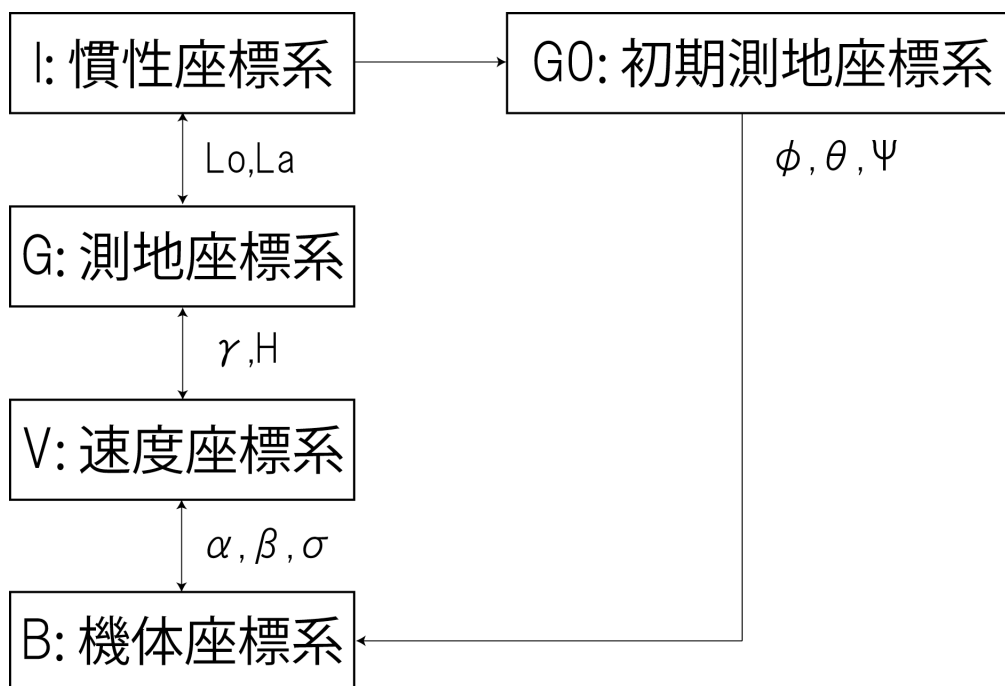 I: 慣性座標系
G0: 初期測地座標系
Lo,La
ϕ,θ,Ψ
G: 測地座標系
γ,H
V: 速度座標系
α,β,σ
B: 機体座標系